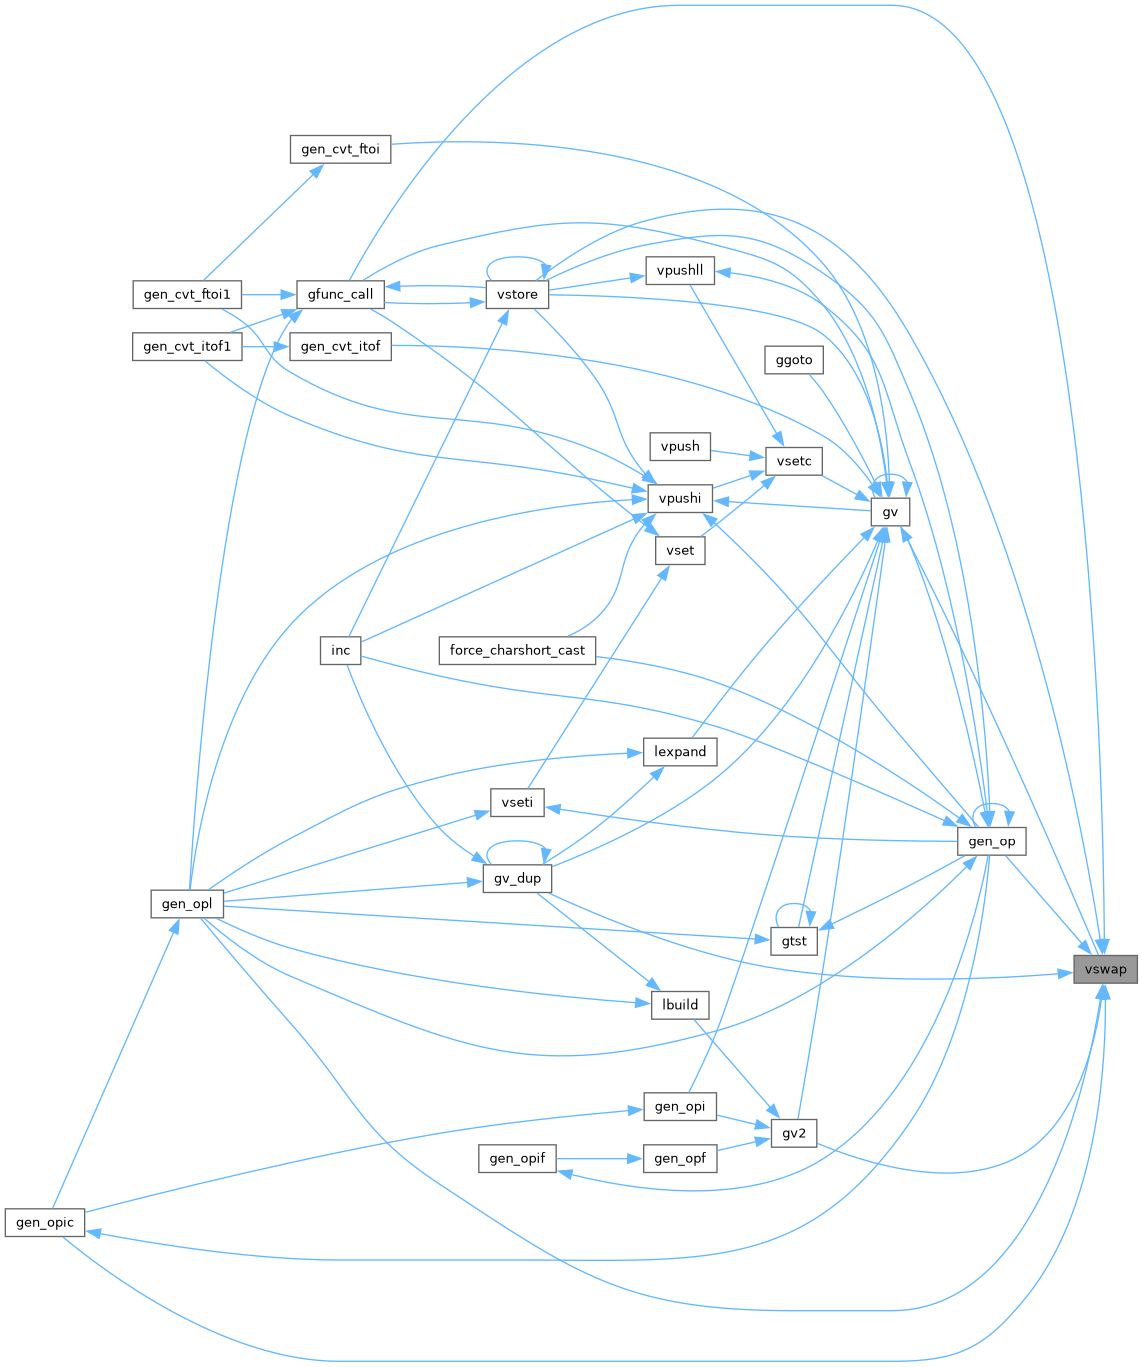 gen_cvt_ftoi
vpushll
gen_cvt_ftoi1
gfunc_call
vstore
gen_cvt_itof1
gen_cvt_itof
ggoto
vpush
vsetc
vpushi
gv
vset
inc
force_charshort_cast
lexpand
vseti
gen_op
gv_dup
gen_opl
gtst
vswap
lbuild
gen_opi
gv2
gen_opif
gen_opf
gen_opic